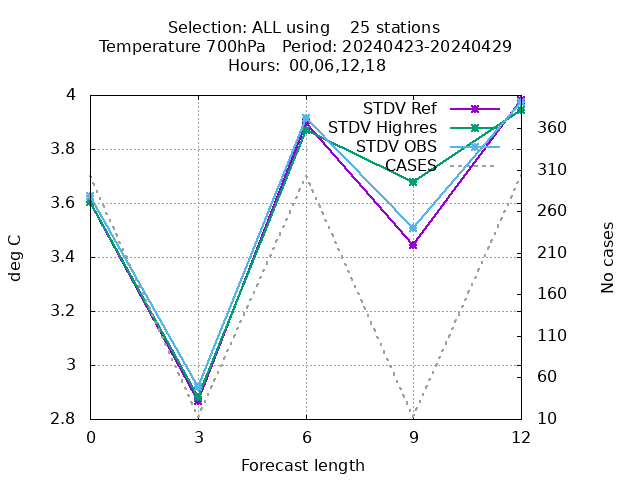 Selection: ALL using    25 stations
Temperature 700hPa   Period: 20240423-20240429
Hours: 00,06,12,18
STDV Ref
STDV Highres
STDV OBS
CASES
4
3.8
3.6
3.4
3.2
3
2.8
360
310
260
210
160
110
60
10
deg C
No cases
0 3 6 9 12
Forecast length